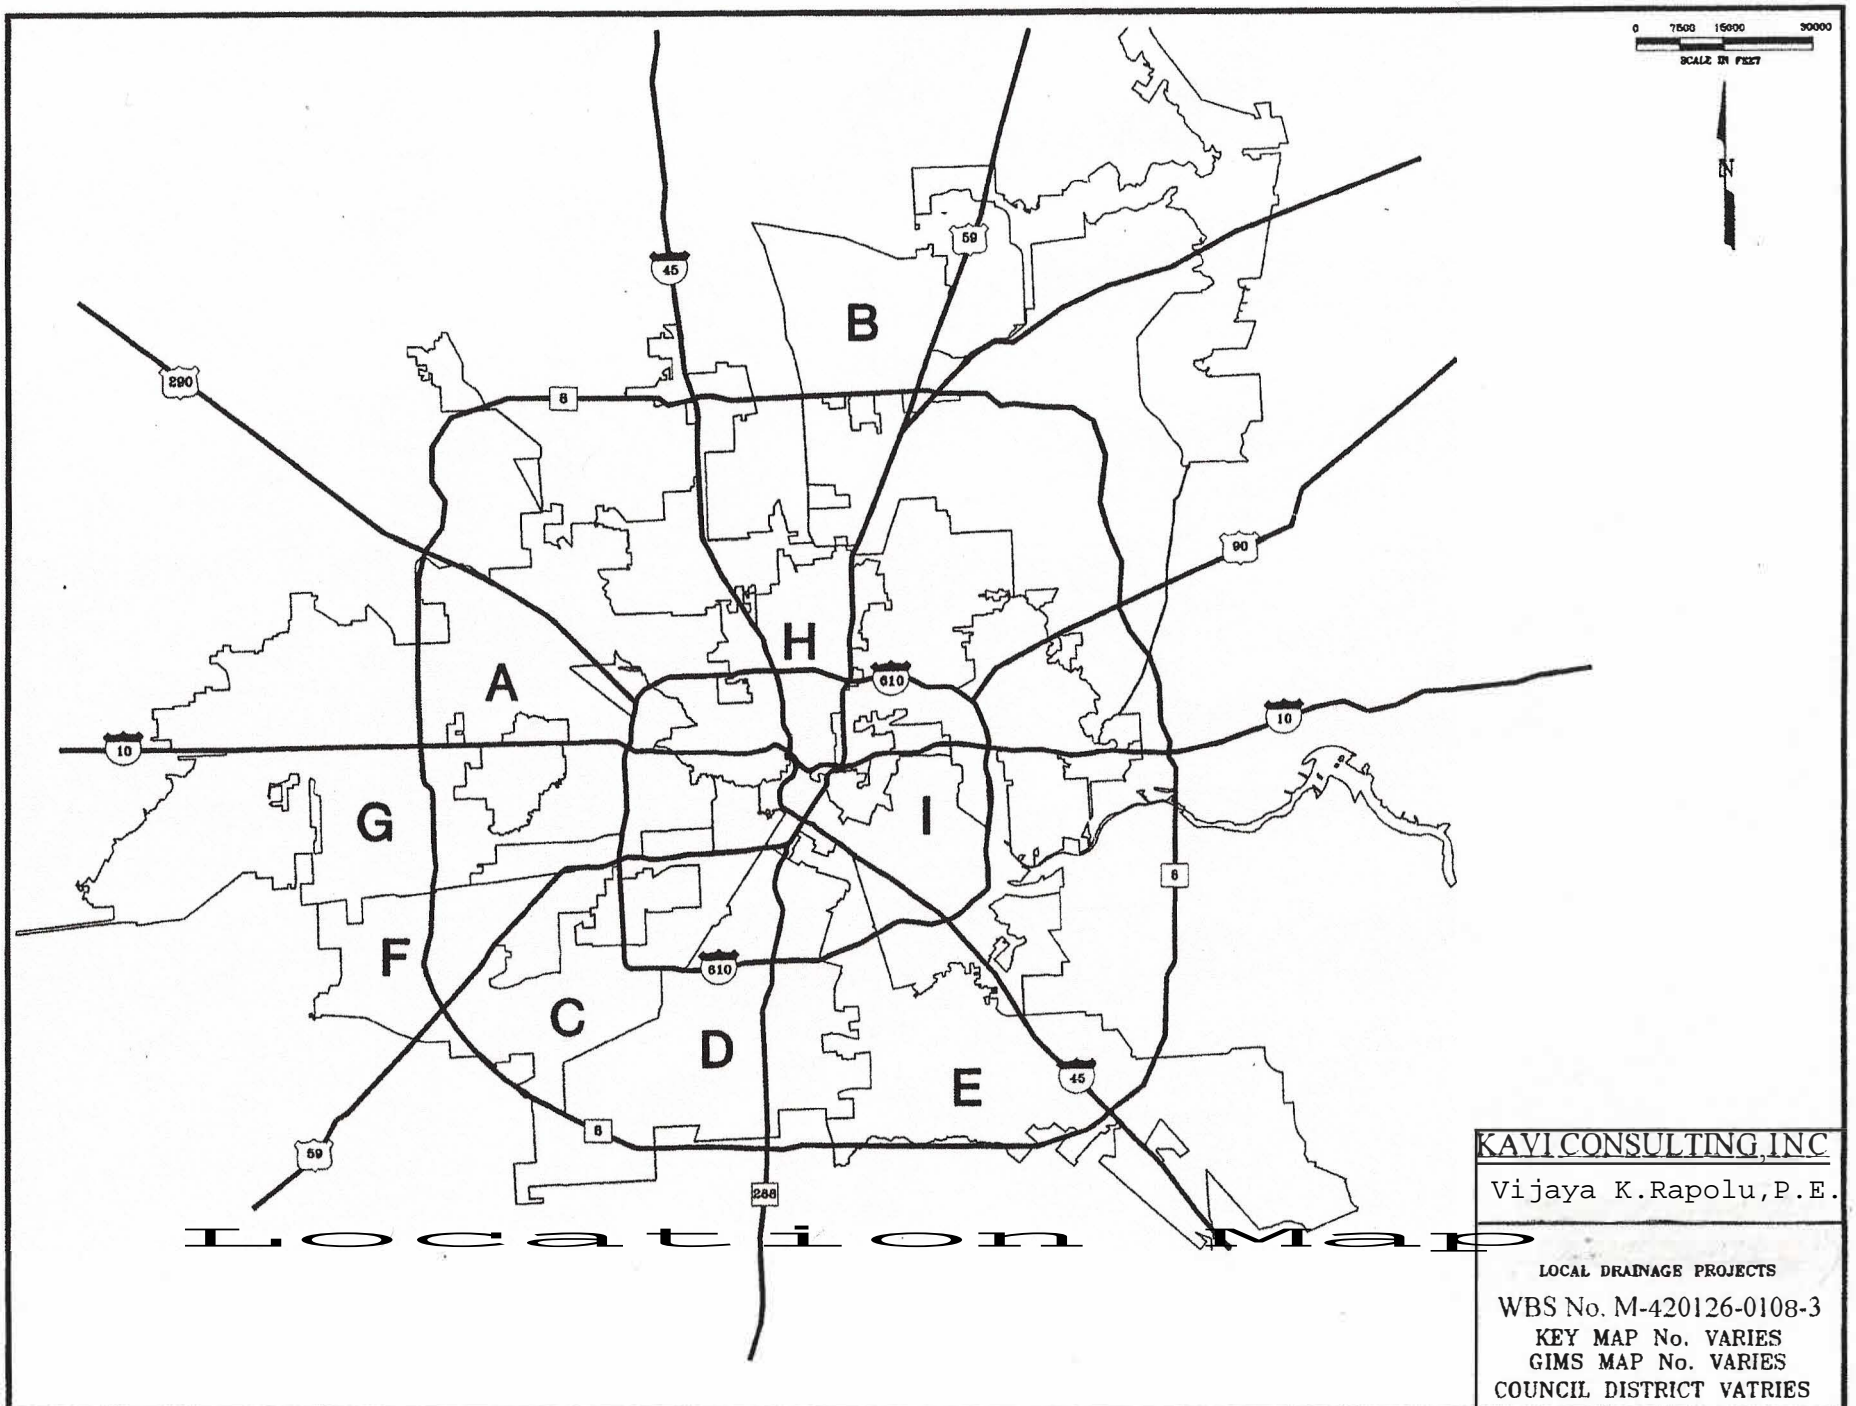 0 7500 15000 30000
SCALE IN FEET
N
59
45
B
290
8
90
H
A
610
10
10
G
I
8
F
610
C
D
E
45
8
59
288
KAVI CONSULTING,INC
Vijaya K.Rapolu,P.E.
Location Map
LOCAL DRAINAGE PROJECTS
WBS No. M-420126-0108-3
KEY MAP No. VARIES
GIMS MAP No. VARIES
COUNCIL DISTRICT VATRIES